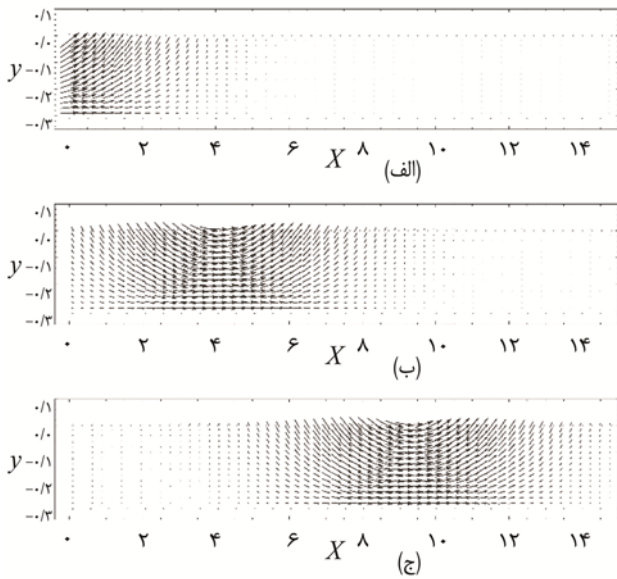 ۰/۱
۰/۰
y
-۰/۱
-۰/۲
-۰/۳
۰ ۲ ۴ ۶ X ۸ ۱۰ ۱۲ ۱۴
(الف)
۰/۱
۰/۰
y
-۰/۱
-۰/۲
-۰/۳
۰ ۲ ۴ ۶ X ۸ ۱۰ ۱۲ ۱۴
(ب)
۰/۱
۰/۰
y
-۰/۱
-۰/۲
-۰/۳
۰ ۲ ۴ ۶ X ۸ ۱۰ ۱۲ ۱۴
(ج)